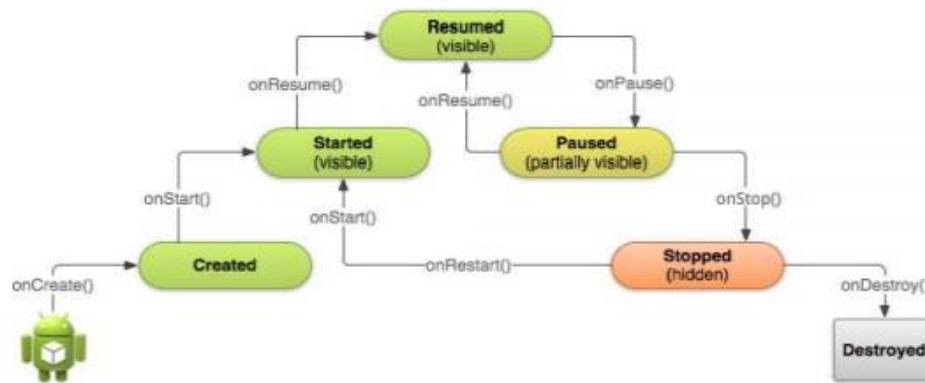 Resumed
(visible)
onResume()
onResume()
onPause()
Started
(visible)
Paused
(partially visible)
onStart()
onStart()
onStop()
Created
onRestart()
Stopped
(hidden)
onCreate()
onDestroy()
Destroyed